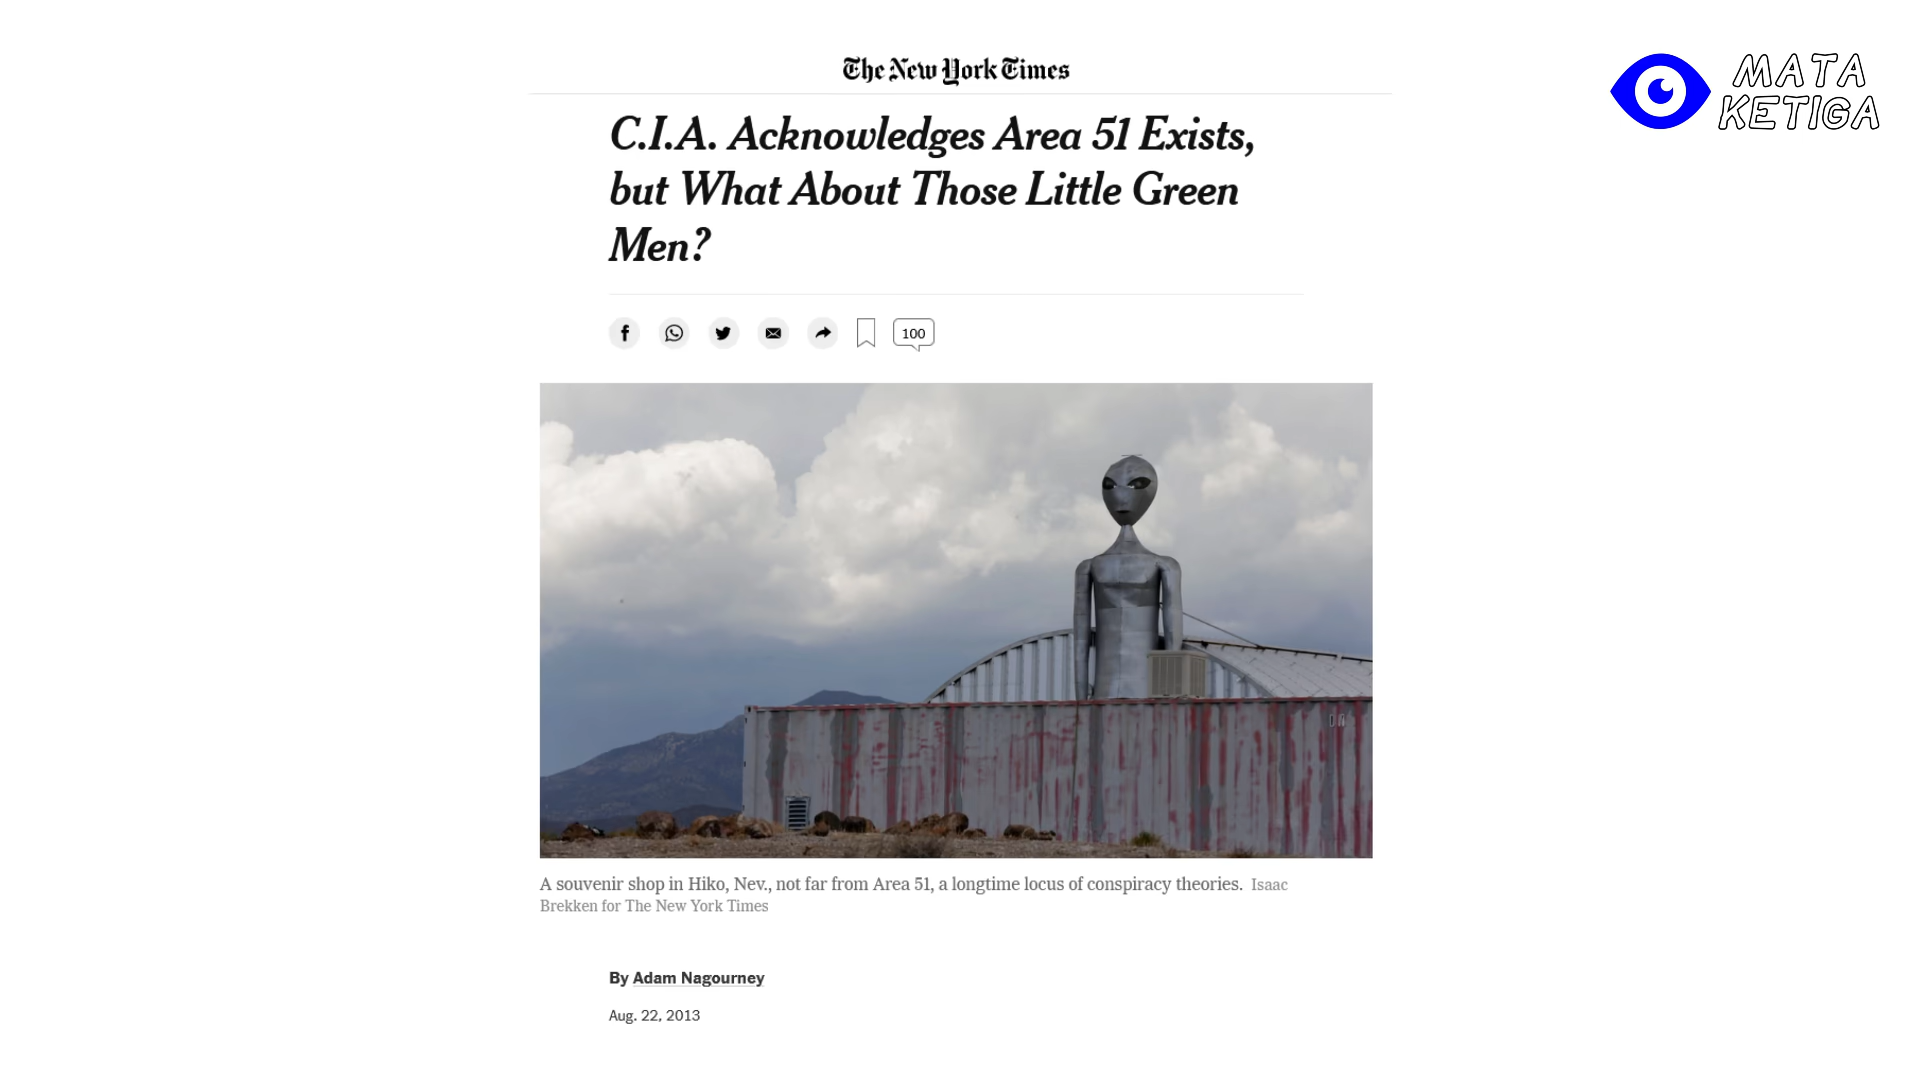 The New York Times
MATA
KETIGA
C.I.A. Acknowledges Area 51 Exists,
but What About Those Little Green
Men?
100
A souvenir shop in Hiko, Nev., not far from Area 51, a longtime locus of conspiracy theories. Isaac
Brekken for The New York Times
By Adam Nagourney
Aug. 22, 2013